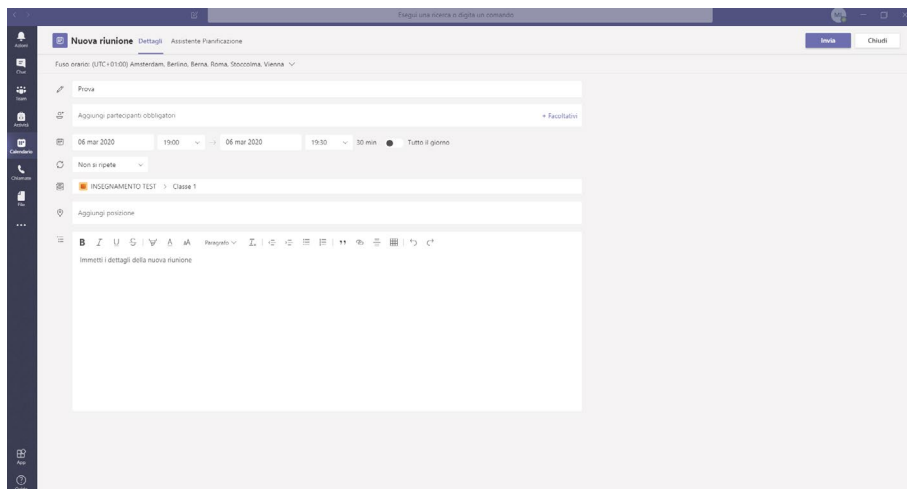 Esegui una ricerca o digita un comando
Azioni
Chat
Team
Attività
Calendario
Chiamate
File
App
Nuova riunione Dettagli Assistente Pianificazione
Invia Chiudi
Fuso orario: (UTC+01:00) Amsterdam, Berlino, Berna, Roma, Stoccolma, Vienna
Prova
Aggiungi partecipanti obbligatori + Facoltativi
06 mar 2020 19:00 → 06 mar 2020 19:30 30 min Tutto il giorno
Non si ripete
INSEGNAMENTO TEST > Classe 1
Aggiungi posizione
B I U S A aA Paragrafo
Immetti i dettagli della nuova riunione